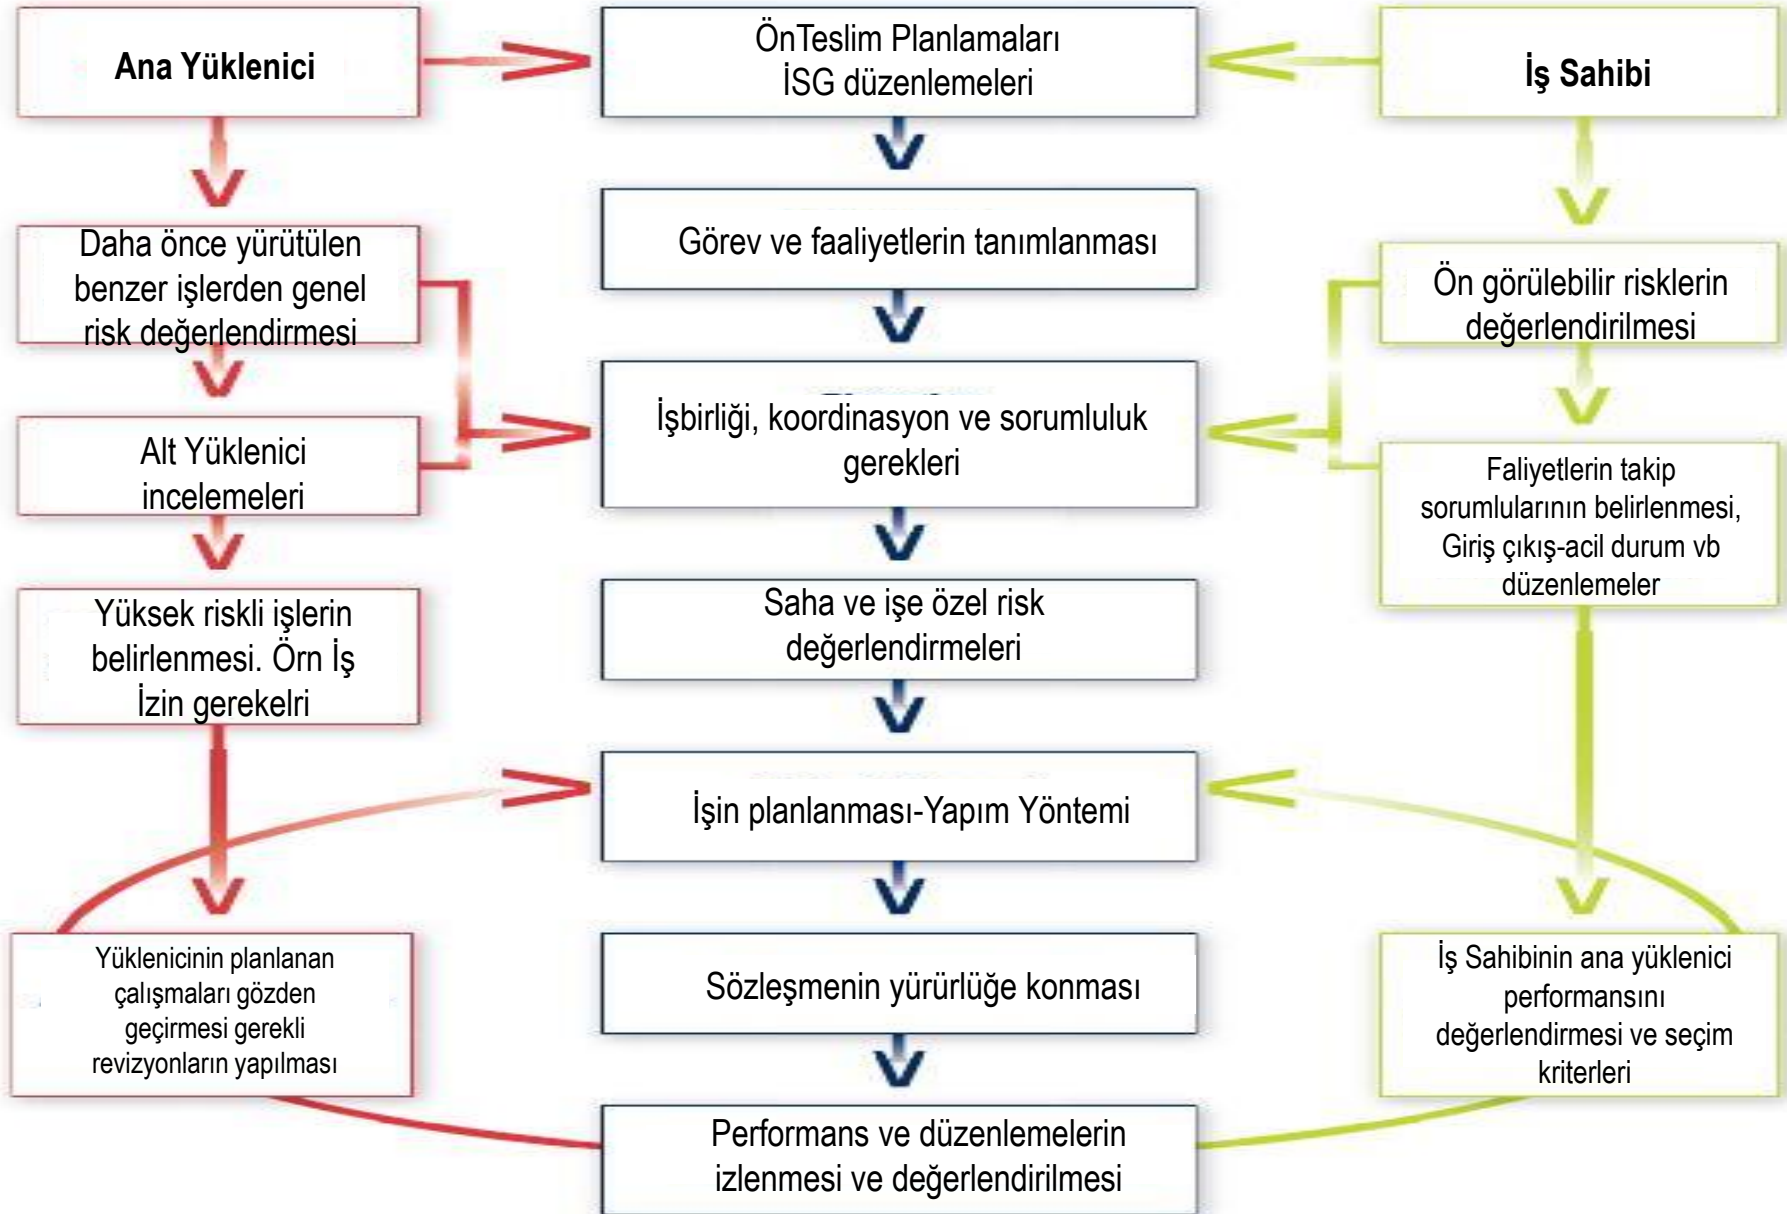 Ana Yüklenici
ÖnTeslim Planlamaları
İSG düzenlemeleri
İş Sahibi
Daha önce yürütülen
benzer işlerden genel
risk değerlendirmesi
Görev ve faaliyetlerin tanımlanması
Ön görülebilir risklerin
değerlendirilmesi
Alt Yüklenici
incelemeleri
İşbirliği, koordinasyon ve sorumluluk
gerekleri
Faliyetlerin takip
sorumlularının belirlenmesi,
Giriş çıkış-acil durum vb
düzenlemeler
Yüksek riskli işlerin
belirlenmesi. Örn İş
İzin gerekelri
Saha ve işe özel risk
değerlendirmeleri
İşin planlanması-Yapım Yöntemi
Yüklenicinin planlanan
çalışmaları gözden
geçirmesi gerekli
revizyonların yapılması
Sözleşmenin yürürlüğe konması
İş Sahibinin ana yüklenici
performansını
değerlendirmesi ve seçim
kriterleri
Performans ve düzenlemelerin
izlenmesi ve değerlendirilmesi